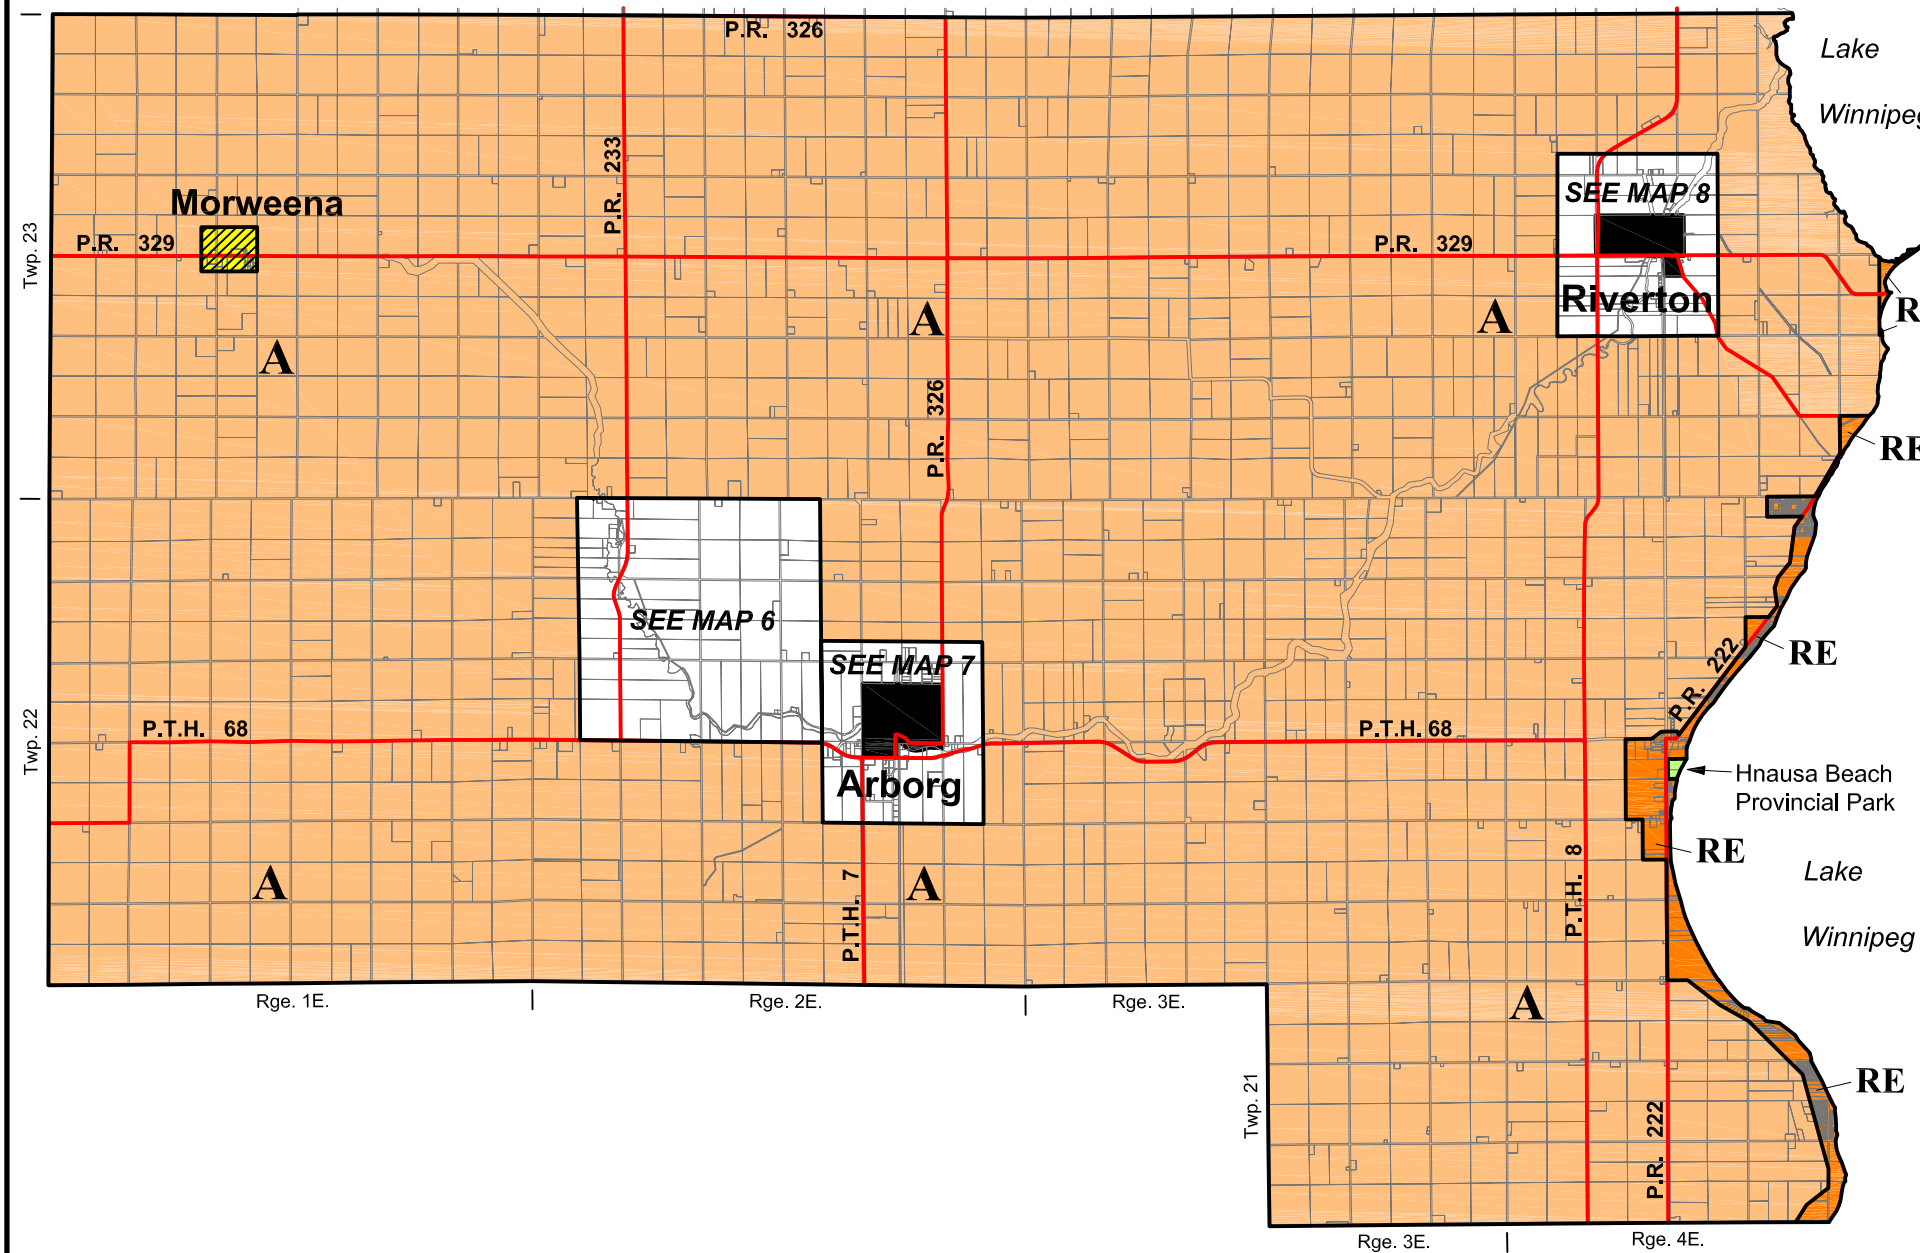 P.R. 326
Lake
Winnipeg
P.R. 233
SEE MAP 8
Morweena
P.R. 329
P.R. 329
Twp. 23
Riverton
A
A
A
R
P.R. 326
RE
SEE MAP 6
SEE MAP 7
RE
P.R. 222
P.T.H. 68
P.T.H. 68
Twp. 22
Arborg
Hnausa Beach
Provincial Park
RE
Lake
A
A
P.T.H. 7
P.T.H. 8
Winnipeg
Rge. 1E.
Rge. 2E.
Rge. 3E.
A
RE
Twp. 21
P.R. 222
Rge. 3E.
Rge. 4E.